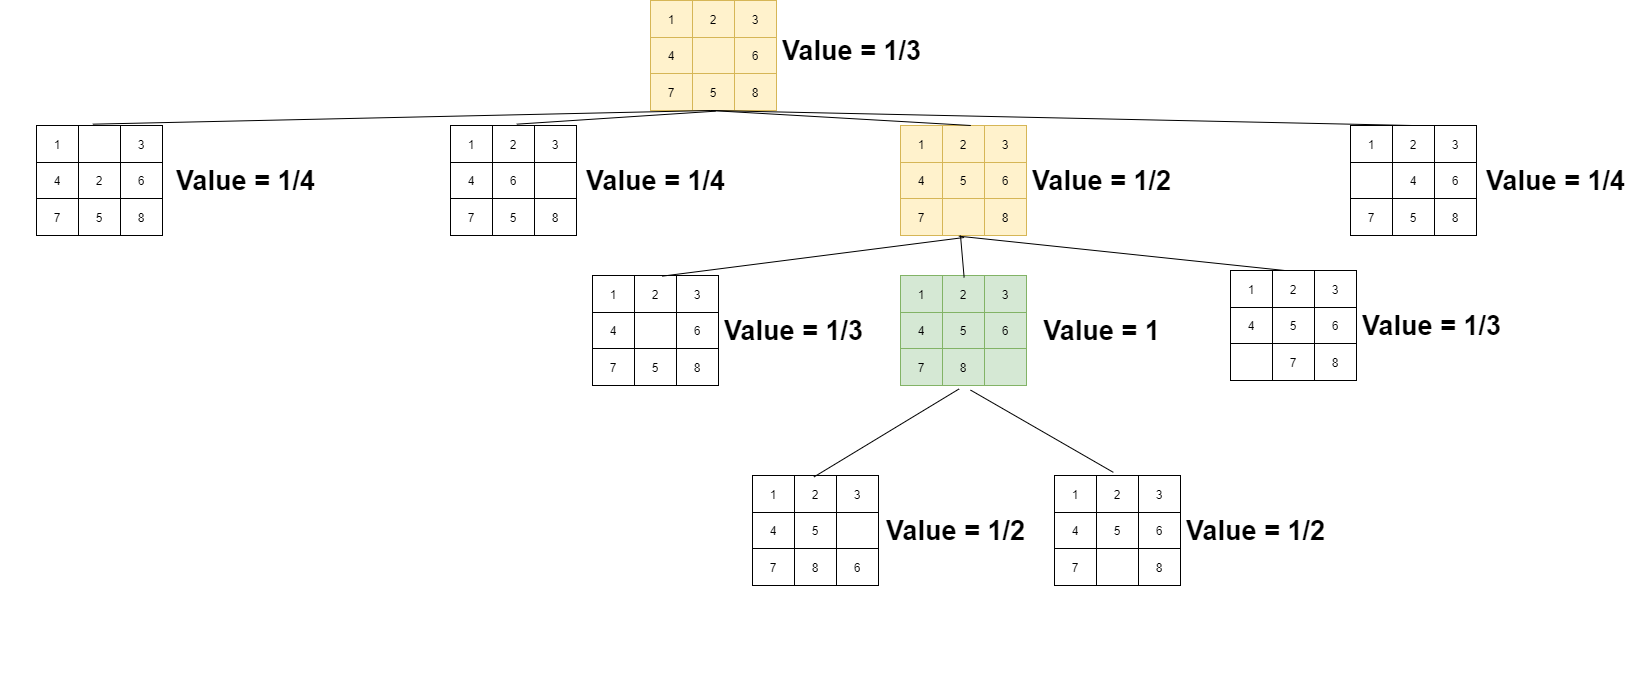 1 2 3
4 6 Value = 1/3
7 5 8
1 3
4 2 6 Value = 1/4
7 5 8
1 2 3
4 6 Value = 1/4
7 5 8
1 2 3
4 5 6 Value = 1/2
7 8
1 2 3
4 6 Value = 1/4
7 5 8
1 2 3
4 6 Value = 1/3
7 5 8
1 2 3
4 5 6 Value = 1
7 8
1 2 3
4 5 6 Value = 1/3
7 8
1 2 3
4 5 Value = 1/2
7 8 6
1 2 3
4 5 6 Value = 1/2
7 8